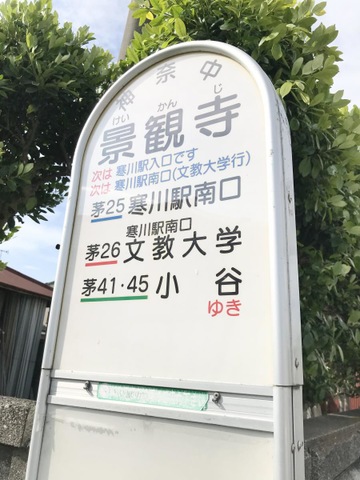 神奈中
けいかんじ
景観寺
次は 寒川駅入口です
次は 寒川駅南口(文教大学行)
茅25 寒川駅南口
寒川駅南口
茅26 文教大学
茅41・45 小谷
ゆき